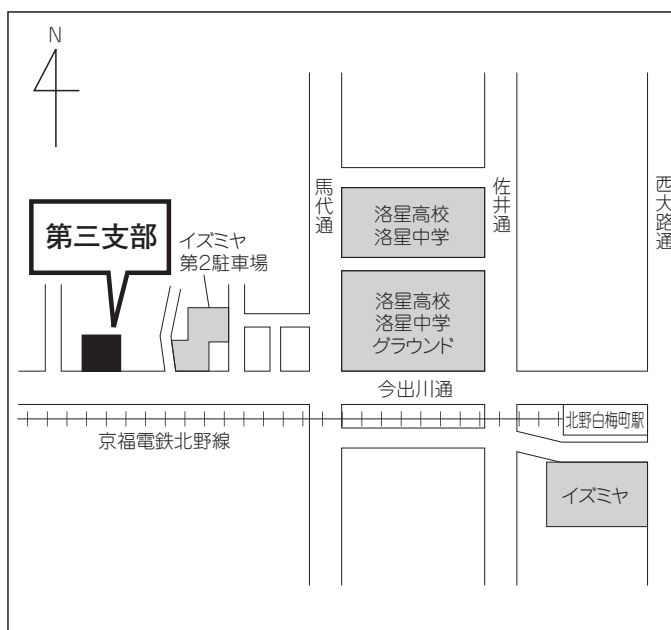 N
馬代通
佐井通
西大路通
洛星高校
洛星中学
第三支部
イズミヤ
第2駐車場
洛星高校
洛星中学
グラウンド
今出川通
北野白梅町駅
京福電鉄北野線
イズミヤ